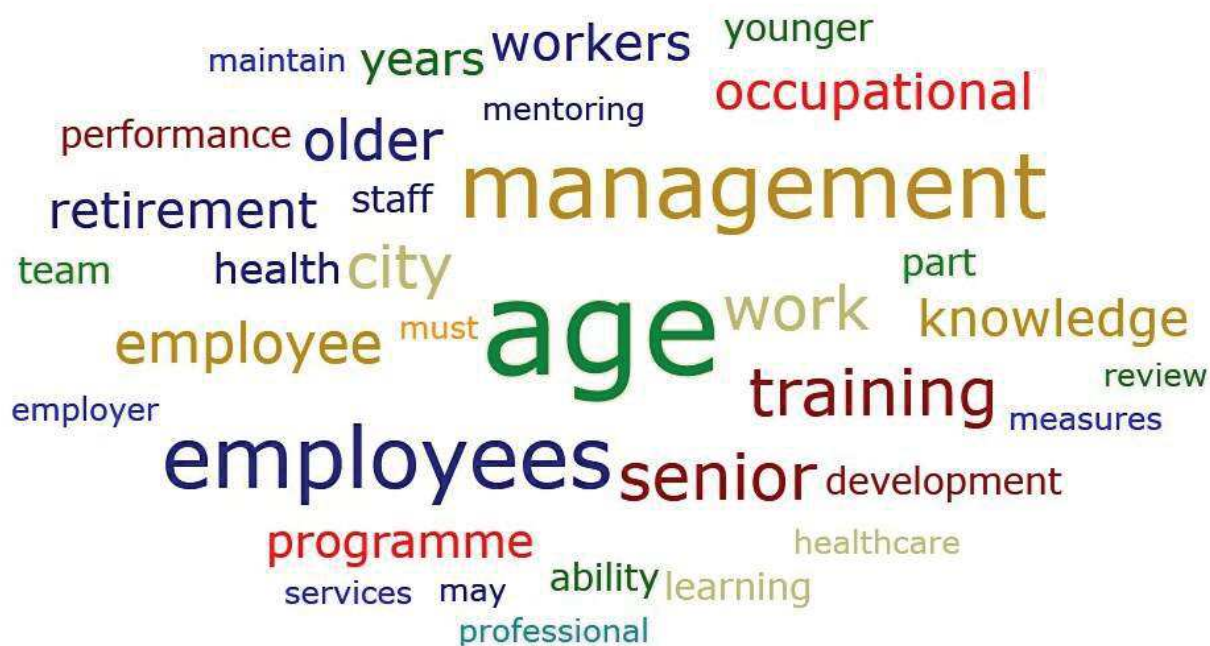 maintain years workers younger
mentoring occupational
performance older
retirement staff management
team health city part
employee must age work knowledge
employer training review
measures
employees senior development
programme healthcare
services may ability learning
professional